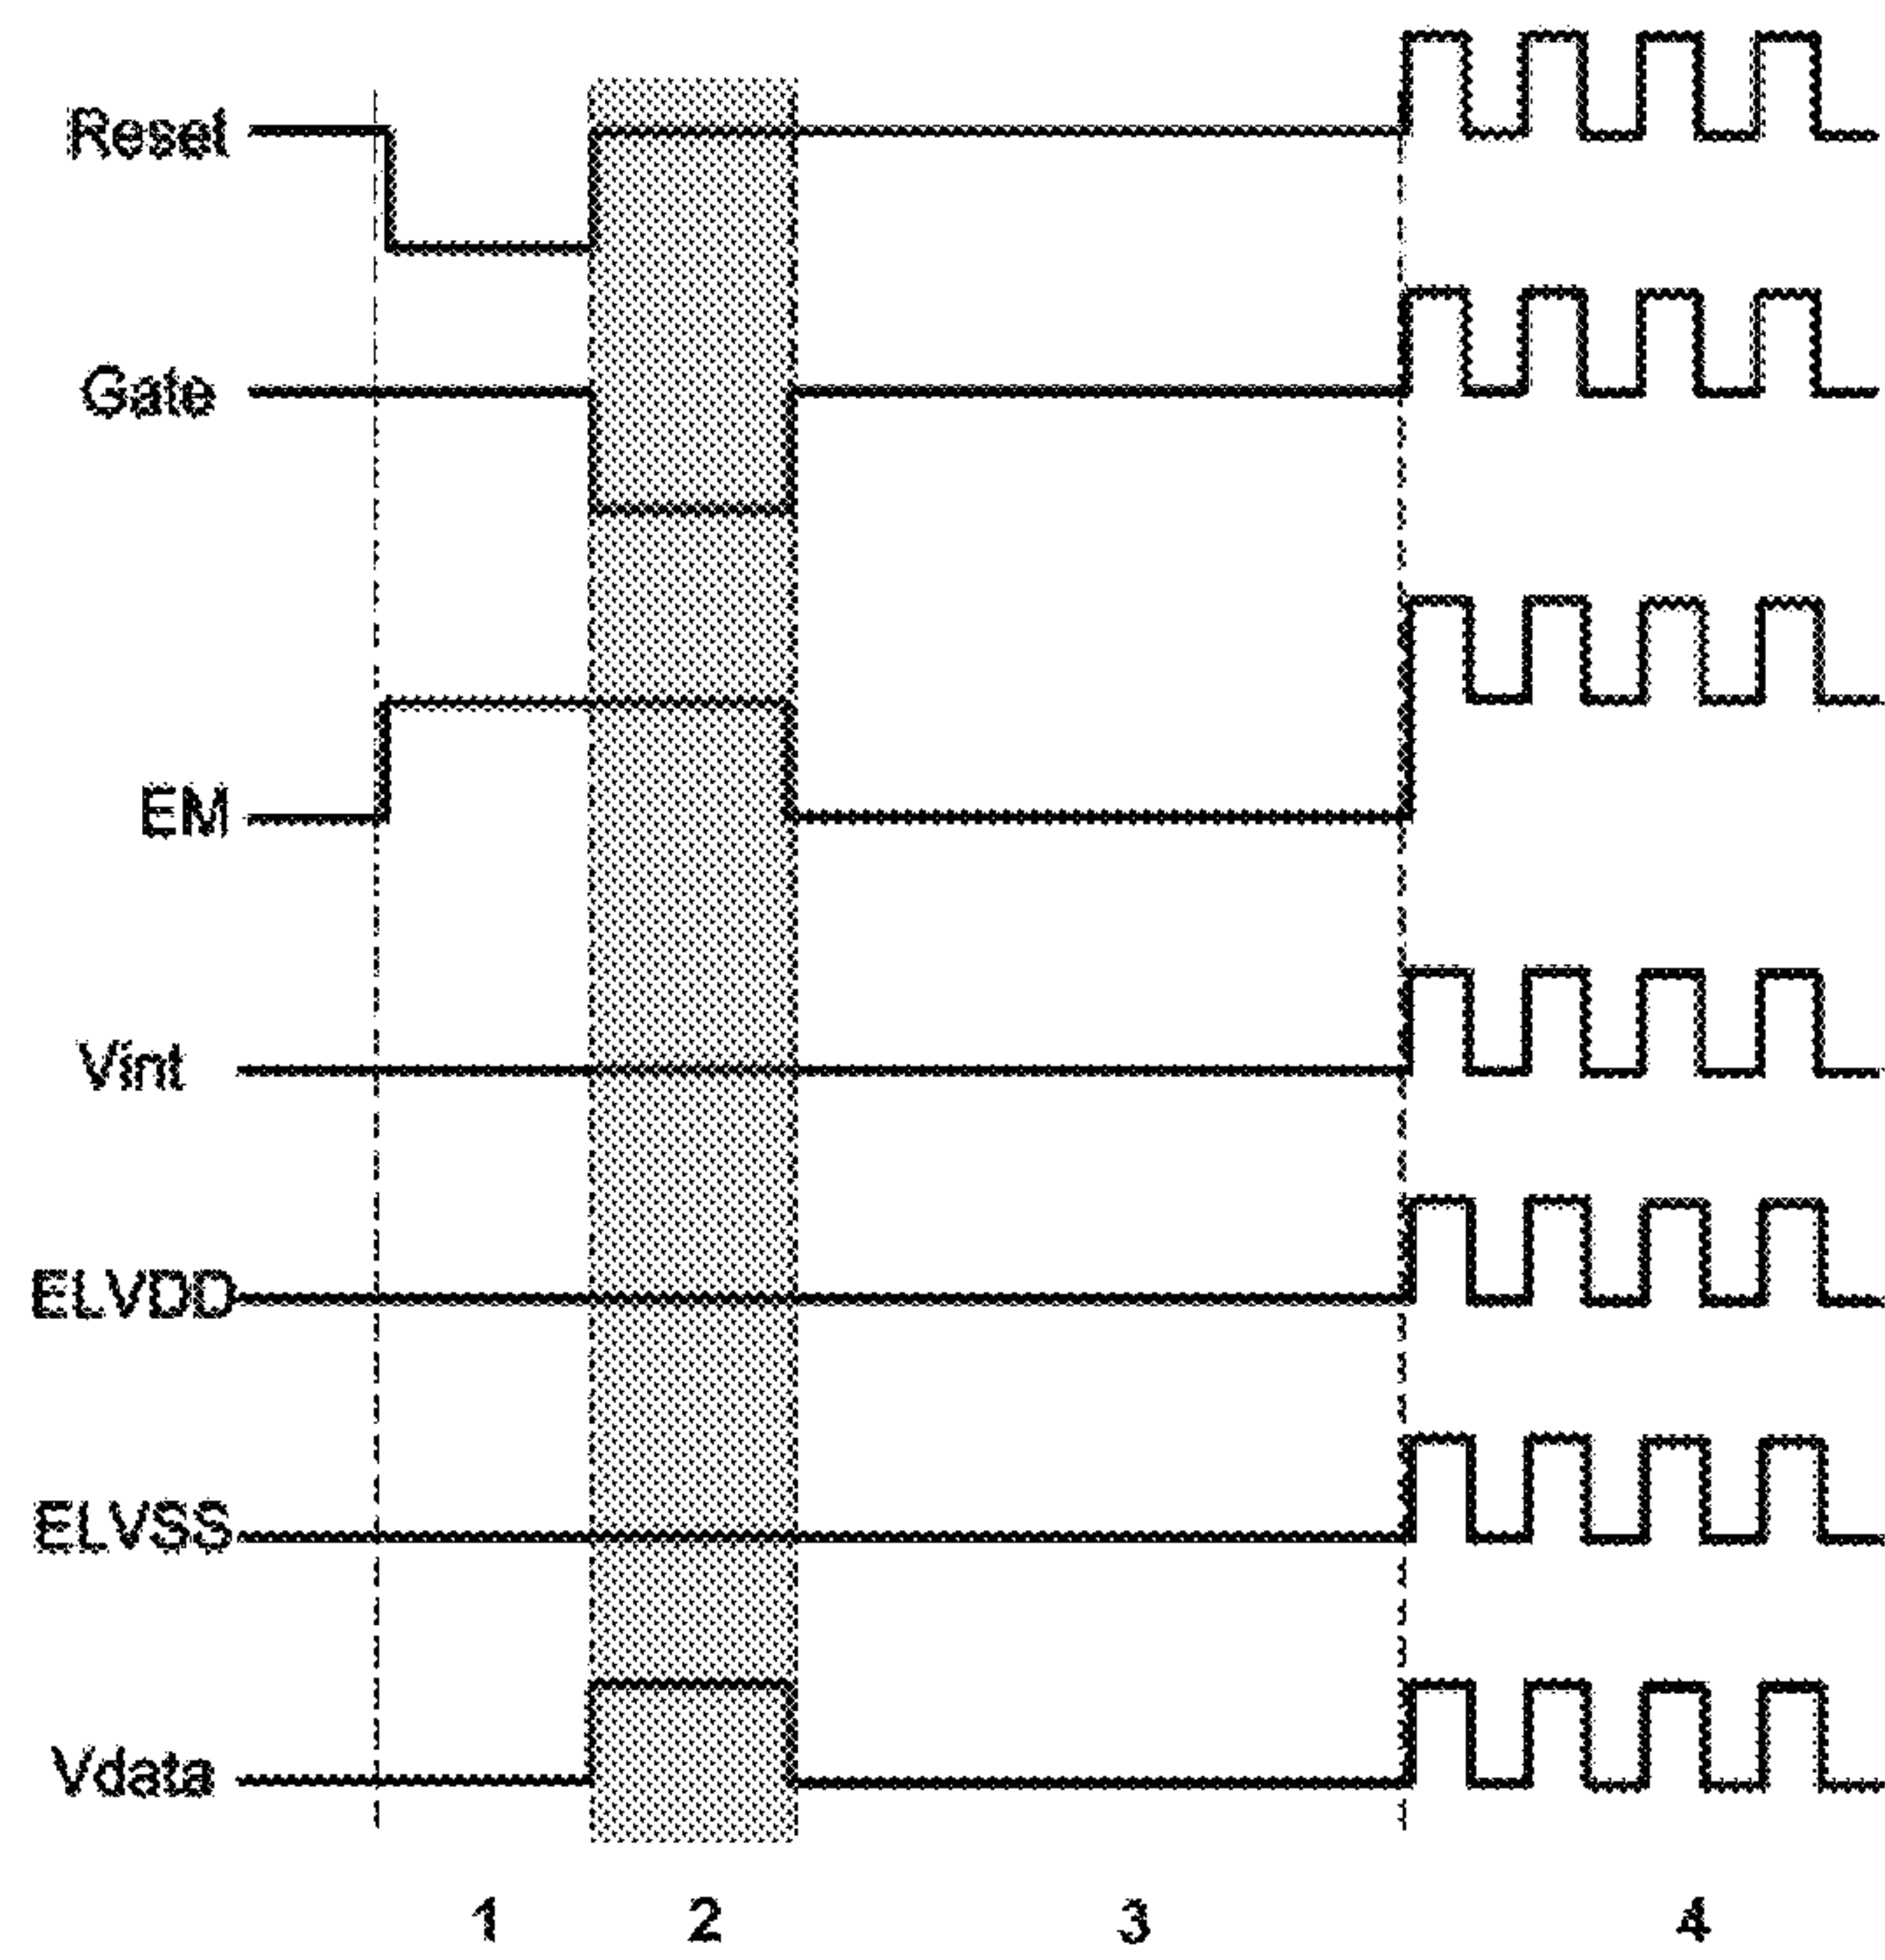 Reset
Gate
EM
Vint
ELVDD
ELVSS
Vdata
1 2 3 4